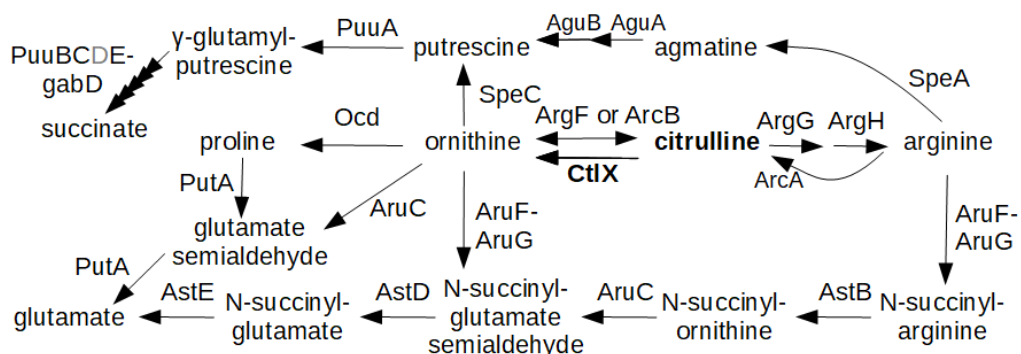 γ-glutamyl-
putrescine
PuuA
putrescine
AguB
AguA
agmatine
PuuBCDE-
gabD
succinate
SpeA
SpeC
Ocd
ArgF or ArcB
ArgG
ArgH
proline
ornithine
citrulline
arginine
CtlX
ArcA
PutA
AruC
AruF-
AruG
AruF-
AruG
glutamate
semialdehyde
PutA
AstE
AstD
AruC
AstB
glutamate
N-succinyl-
glutamate
N-succinyl-
glutamate
semialdehyde
N-succinyl-
ornithine
N-succinyl-
arginine